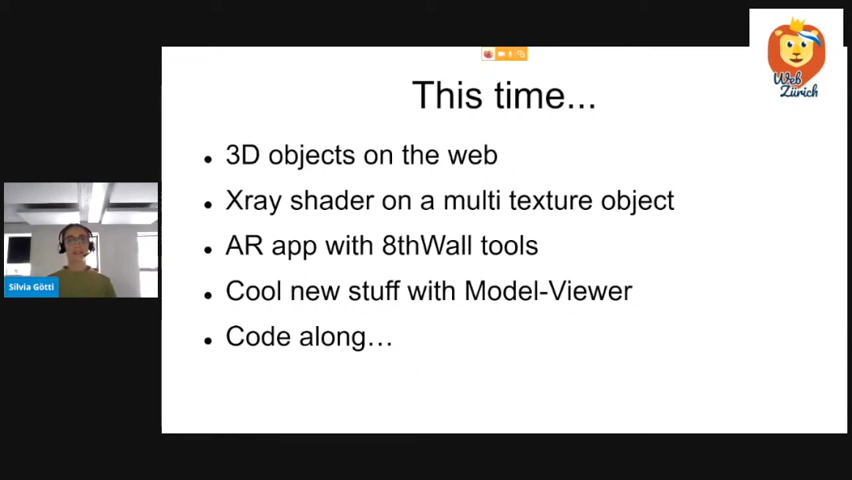 This time...
3D objects on the web
Xray shader on a multi texture object
AR app with 8thWall tools
Cool new stuff with Model-Viewer
Code along…
Silvia Götti
Web
Zürich